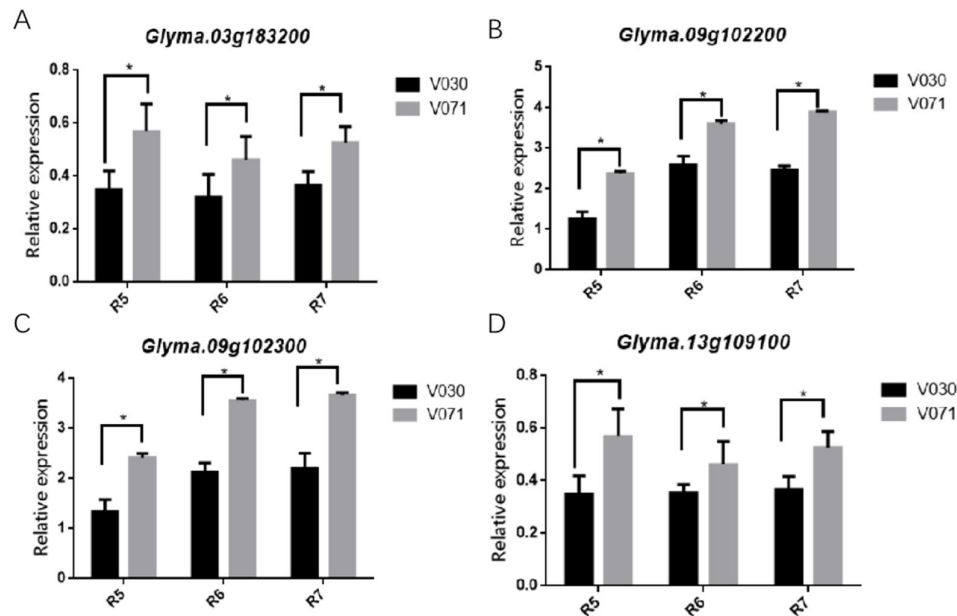 A
Glyma.03g183200
Relative expression
0.8
0.6
0.4
0.2
0.0
*
*
*
R5
R6
R7
V030
V071
B
Glyma.09g102200
Relative expression
5
4
3
2
1
0
*
*
*
R5
R6
R7
V030
V071
C
Glyma.09g102300
Relative expression
4
3
2
1
0
*
*
*
R5
R6
R7
V030
V071
D
Glyma.13g109100
Relative expression
0.8
0.6
0.4
0.2
0.0
*
*
*
R5
R6
R7
V030
V071